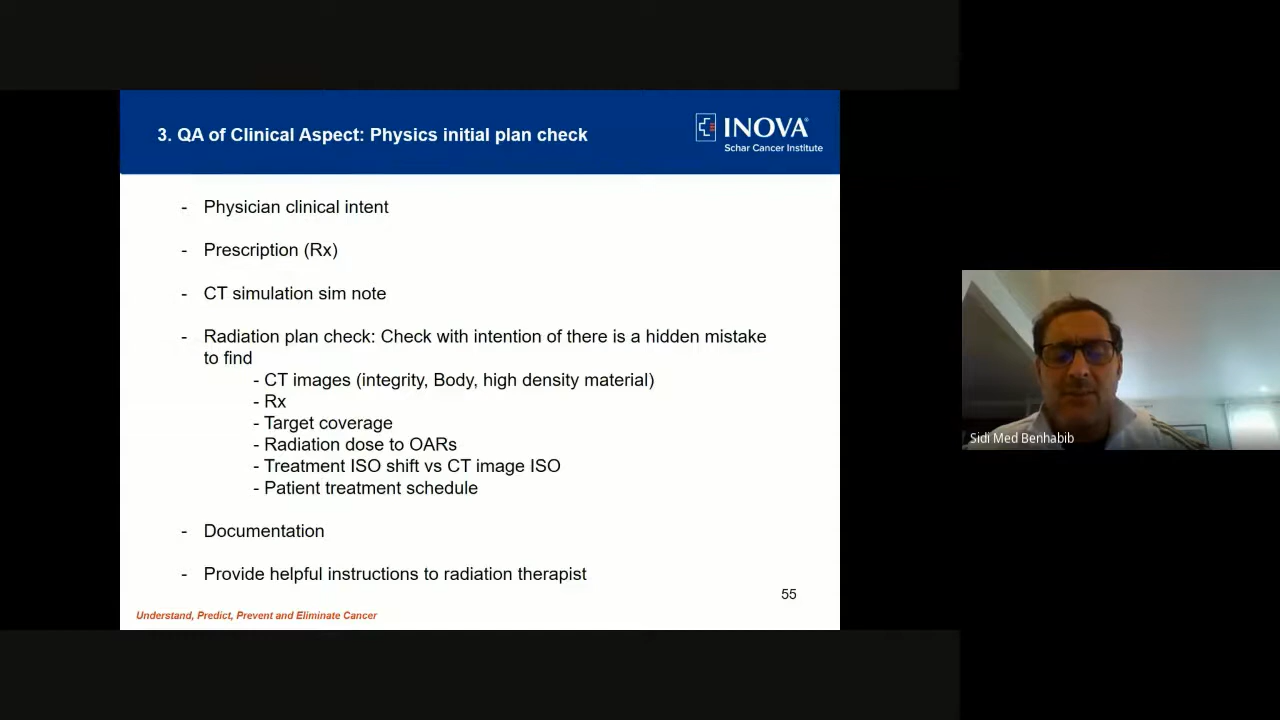 3. QA of Clinical Aspect: Physics initial plan check
INOVA®
Schar Cancer Institute
- Physician clinical intent
- Prescription (Rx)
- CT simulation sim note
- Radiation plan check: Check with intention of there is a hidden mistake
to find
- CT images (integrity, Body, high density material)
- Rx
- Target coverage
- Radiation dose to OARs
- Treatment ISO shift vs CT image ISO
- Patient treatment schedule
- Documentation
- Provide helpful instructions to radiation therapist
55
Understand, Predict, Prevent and Eliminate Cancer
Sidi Med Benhabib